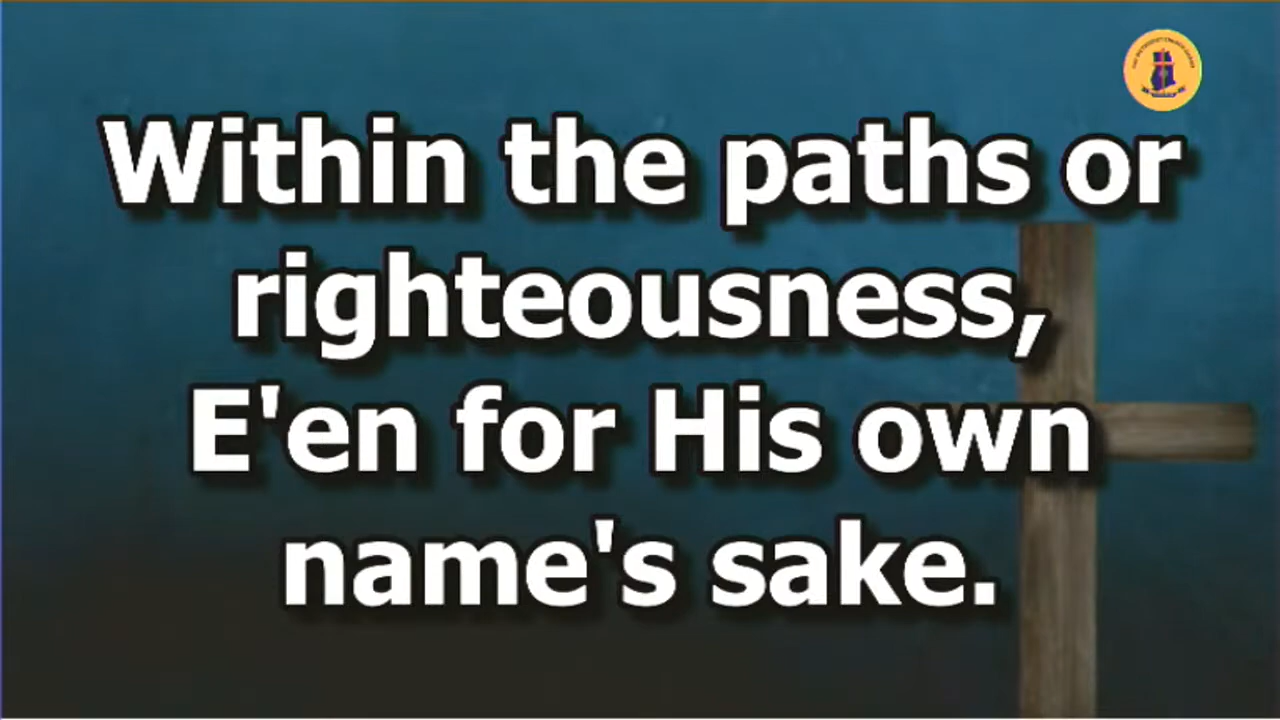 Within the paths or
righteousness,
E'en for His own
name's sake.